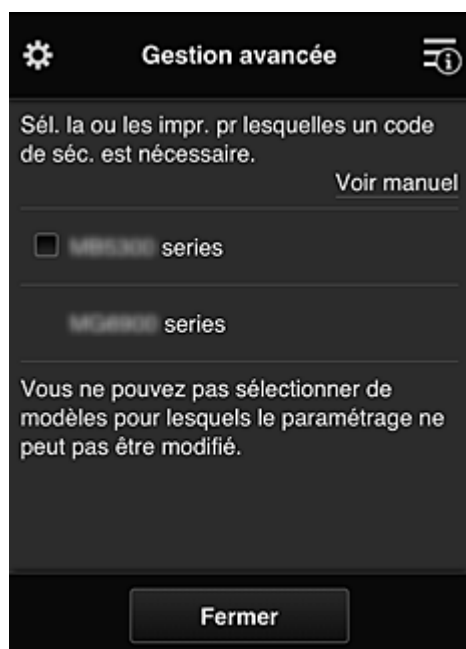 Gestion avancée
Sél. la ou les impr. pr lesquelles un code
de séc. est nécessaire.
Voir manuel
series
series
Vous ne pouvez pas sélectionner de
modèles pour lesquels le paramétrage ne
peut pas être modifié.
Fermer